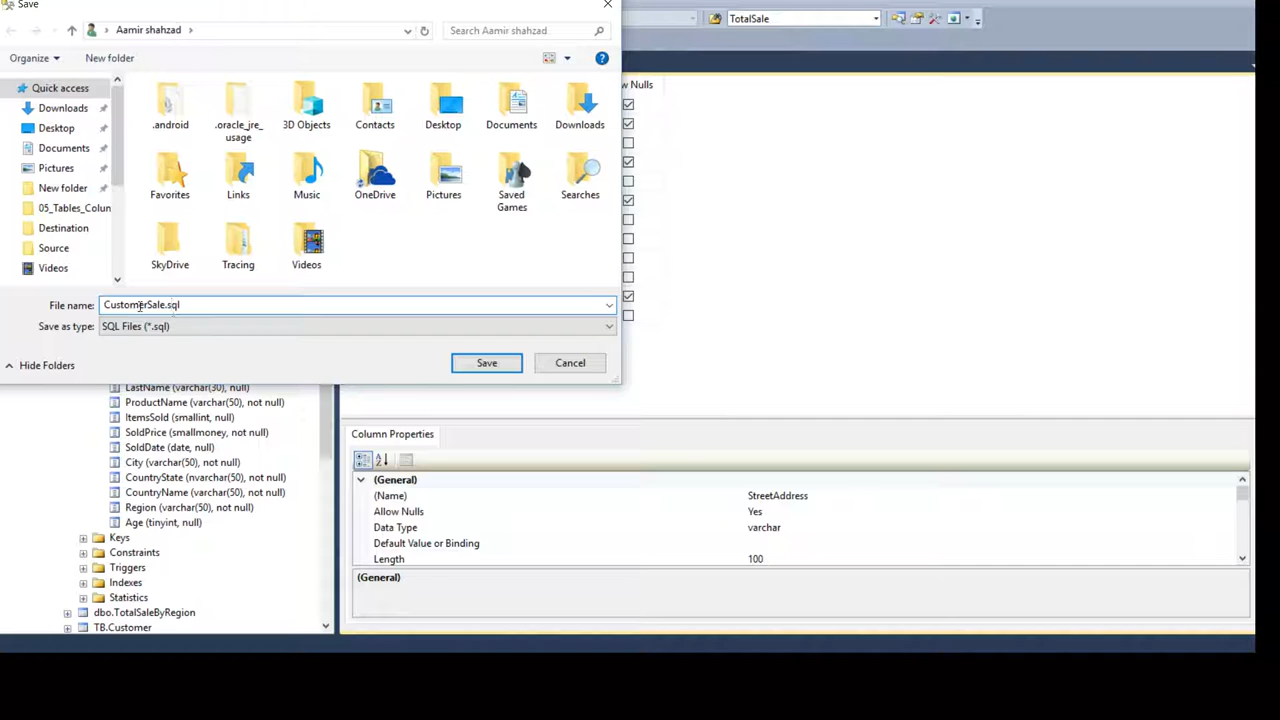 Save
Aamir shahzad
Search Aamir shahzad
TotalSale
Organize
New folder
w Nulls
Quick access
Downloads
Desktop
Documents
Pictures
New folder
05_Tables_Colun
Destination
Source
Videos
.android
.oracle_jre_
usage
3D Objects
Contacts
Desktop
Documents
Downloads
Favorites
Links
Music
OneDrive
Pictures
Saved
Games
Searches
SkyDrive
Tracing
Videos
File name:
CustomerSale.sql
Save as type:
SQL Files (*.sql)
Hide Folders
Save
Cancel
LastName (varchar(30), null)
ProductName (varchar(50), not null)
ItemsSold (smallint, null)
SoldPrice (smallmoney, not null)
SoldDate (date, null)
City (varchar(50), not null)
CountryState (nvarchar(50), not null)
CountryName (varchar(50), not null)
Region (varchar(50), not null)
Age (tinyint, null)
Keys
Constraints
Triggers
Indexes
Statistics
dbo.TotalSaleByRegion
TB.Customer
Column Properties
(General)
(Name)
StreetAddress
Allow Nulls
Yes
Data Type
varchar
Default Value or Binding
Length
100
(General)